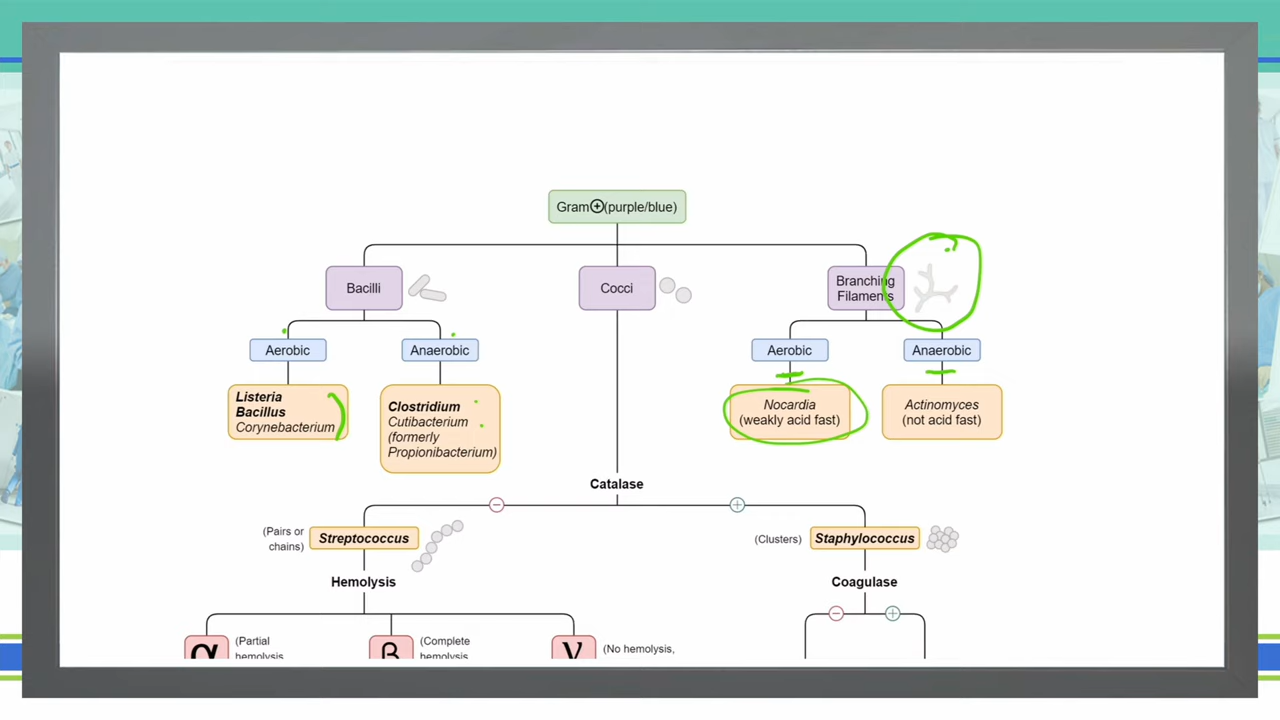 Gram⊕(purple/blue)
Bacilli
Cocci
Branching
Filaments
Aerobic
Anaerobic
Aerobic
Anaerobic
Listeria
Bacillus
Corynebacterium
Clostridium
Cutibacterium
(formerly
Propionibacterium)
Nocardia
(weakly acid fast)
Actinomyces
(not acid fast)
Catalase
−
+
(Pairs or
chains)
Streptococcus
(Clusters)
Staphylococcus
Hemolysis
Coagulase
−
+
α
(Partial
hemolysis,
β
(Complete
hemolysis
γ
(No hemolysis,